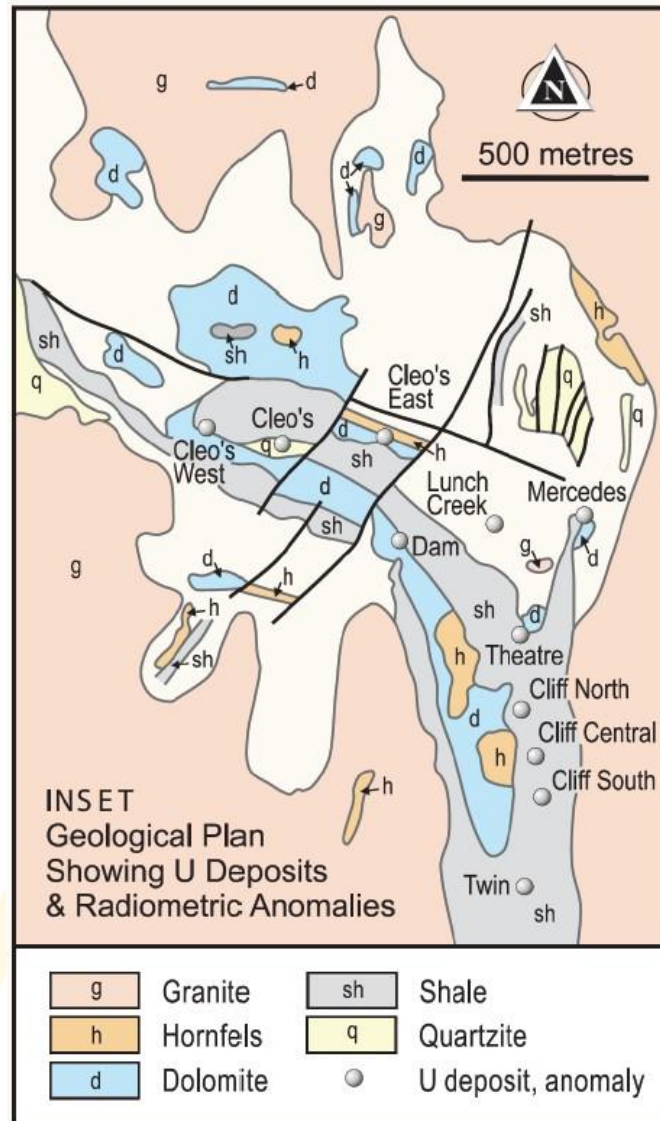 g
d
N
500 metres
d
d
d
g
h
d
sh
h
sh
q
d
sh
h
q
q
Cleo's
East
Cleo's
d
h
Cleo's
West
q
sh
Lunch
Creek
Mercedes
d
sh
Dam
g
d
g
d
h
sh
d
h
h
Theatre
sh
Cliff North
d
Cliff Central
h
Cliff South
h
INSET
Geological Plan
Showing U Deposits
& Radiometric Anomalies
Twin
sh
g Granite
sh Shale
h Hornfels
q Quartzite
d Dolomite
U deposit, anomaly